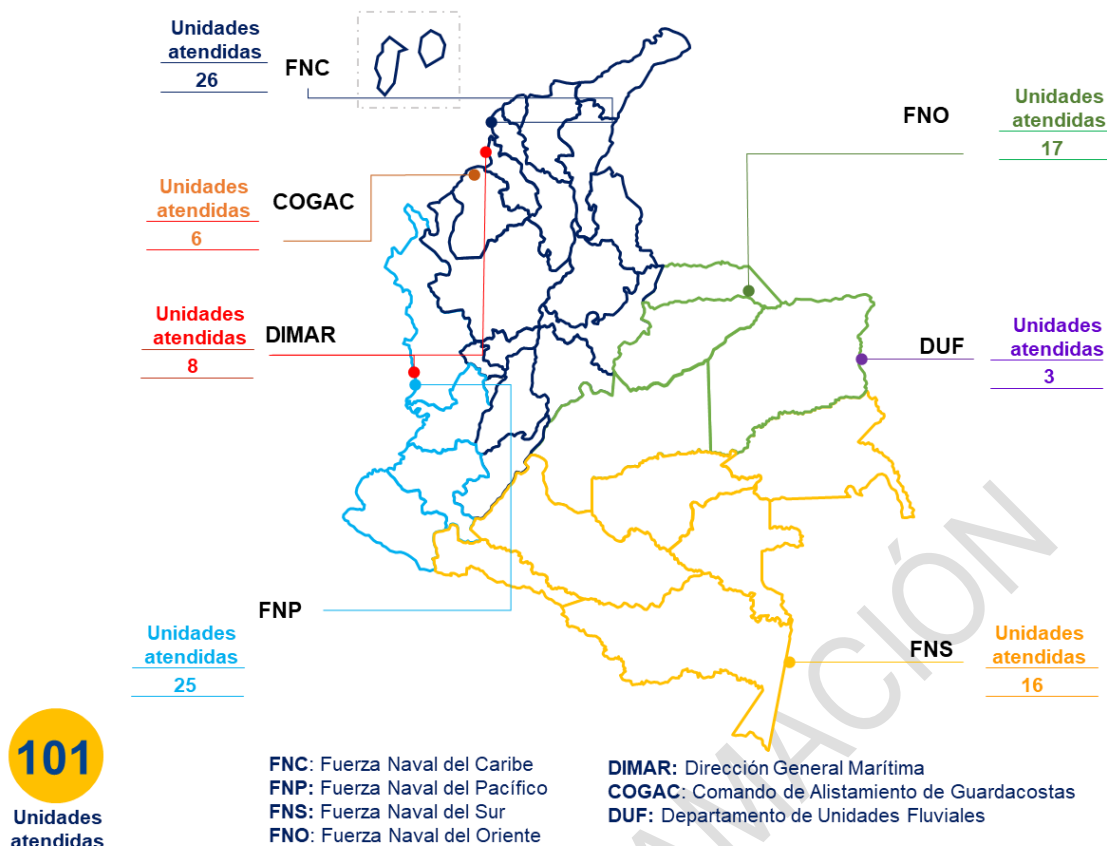 Unidades
atendidas
26
FNC
FNO
Unidades
atendidas
17
Unidades
atendidas
6
COGAC
Unidades
atendidas
8
DIMAR
DUF
Unidades
atendidas
3
FNP
Unidades
atendidas
25
FNS
Unidades
atendidas
16
101
Unidades
atendidas
FNC: Fuerza Naval del Caribe
FNP: Fuerza Naval del Pacífico
FNS: Fuerza Naval del Sur
FNO: Fuerza Naval del Oriente
DIMAR: Dirección General Marítima
COGAC: Comando de Alistamiento de Guardacostas
DUF: Departamento de Unidades Fluviales
AMACIÓN